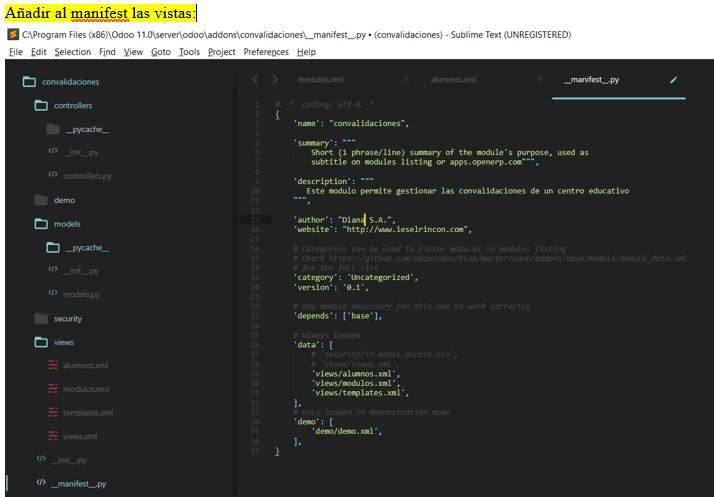 Añadir al manifest las vistas:
C:\Program Files (x86)\Odoo 11.0\server\odoo\addons\convalidaciones\__manifest__.py • (convalidaciones) - Sublime Text (UNREGISTERED)
File Edit Selection Find View Goto Tools Project Preferences Help
convalidaciones
controllers
__pycache__
__init__.py
controllers.py
demo
models
__pycache__
__init__.py
models.py
security
views
alumnos.xml
modulos.xml
templates.xml
views.xml
__init__.py
__manifest__.py
modulos.xml alumnos.xml __manifest__.py
1 # -*- coding: utf-8 -*-
2 {
3 'name': "convalidaciones",
4
5 'summary': """
6 Short (1 phrase/line) summary of the module's purpose, used as
7 subtitle on modules listing or apps.openerp.com""",
8
9 'description': """
10 Este modulo permite gestionar las convalidaciones de un centro educativo
11 """,
12
13 'author': "Diana S.A.",
14 'website': "http://www.ieselrincon.com",
15
16 # Categories can be used to filter modules in modules listing
17 # Check https://github.com/odoo/odoo/blob/master/odoo/addons/base/module/module_data.xml
18 # for the full list
19 'category': 'Uncategorized',
20 'version': '0.1',
21
22 # any module necessary for this one to work correctly
23 'depends': ['base'],
24
25 # always loaded
26 'data': [
27 # 'security/ir.model.access.csv',
28 # 'views/views.xml',
29 'views/alumnos.xml',
30 'views/modulos.xml',
31 'views/templates.xml',
32 ],
33 # only loaded in demonstration mode
34 'demo': [
35 'demo/demo.xml',
36 ],
37 }